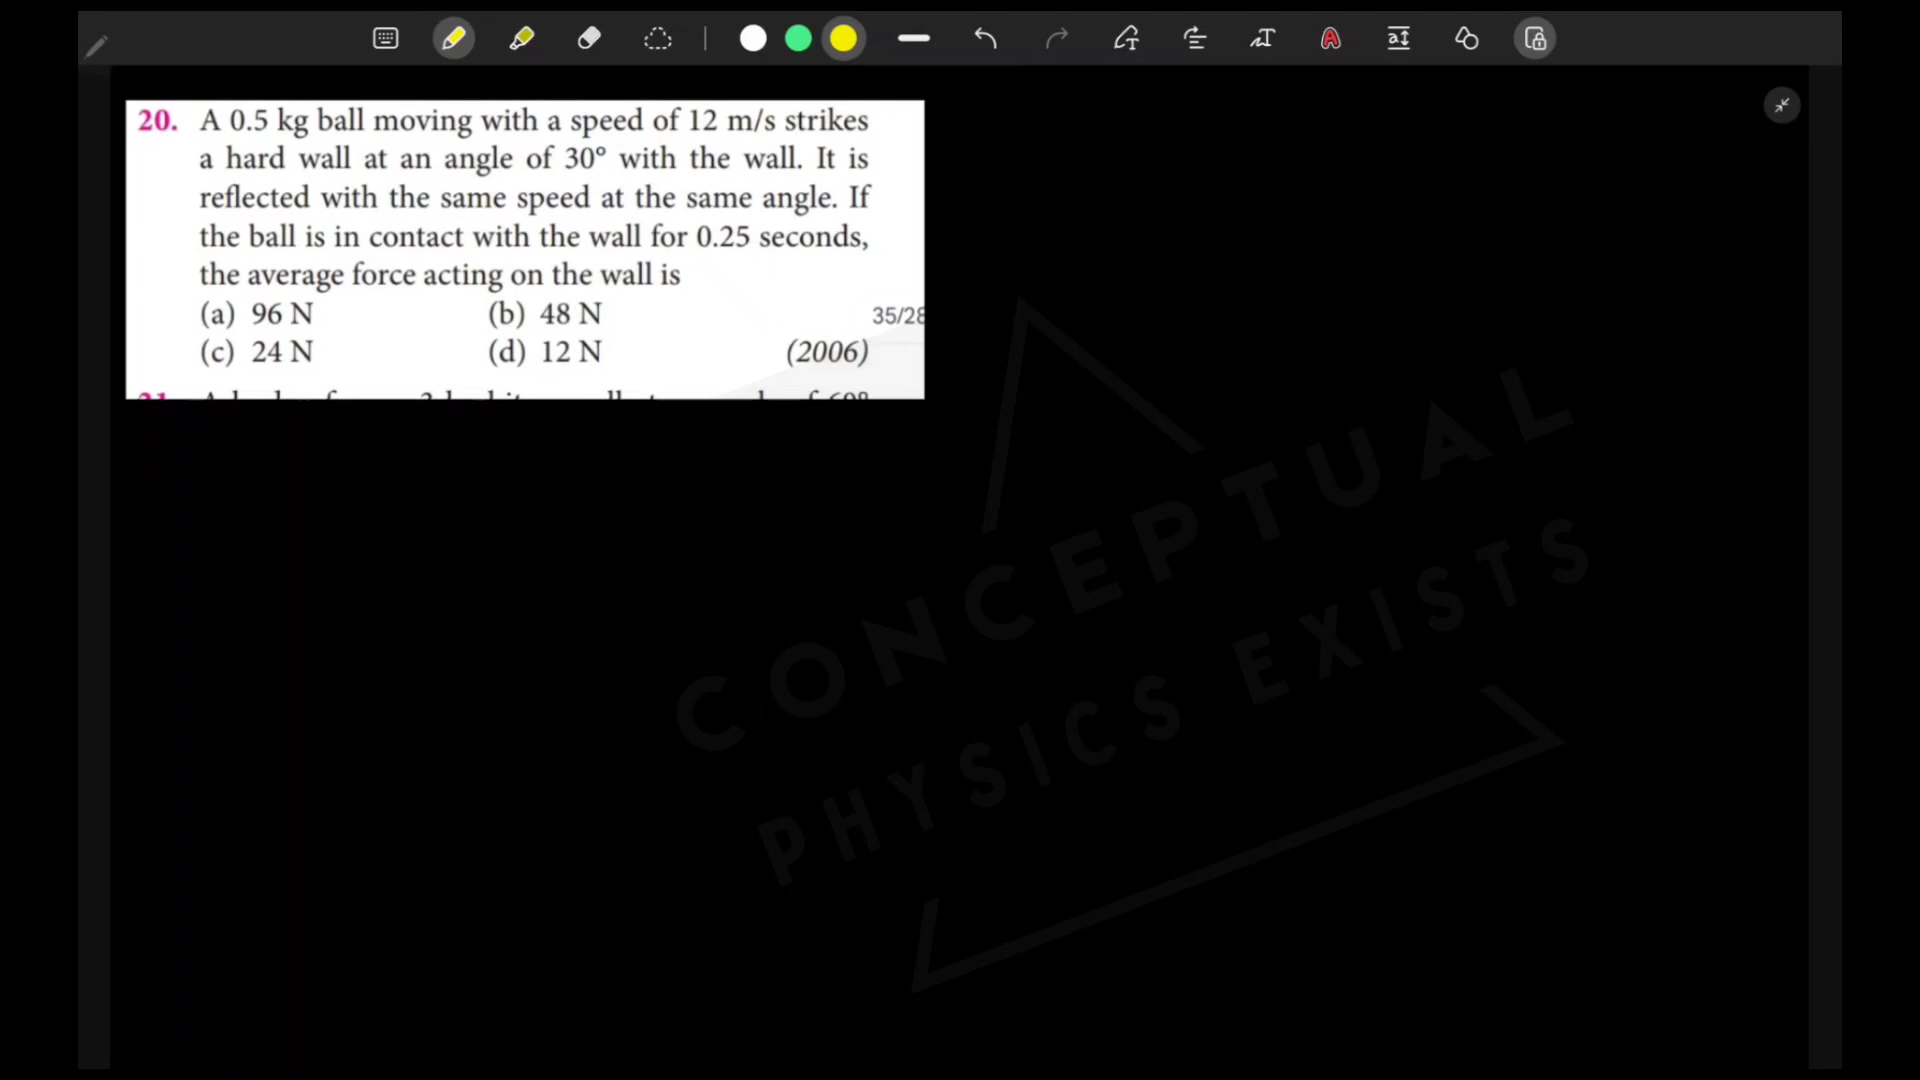 20. A 0.5 kg ball moving with a speed of 12 m/s strikes
a hard wall at an angle of 30° with the wall. It is
reflected with the same speed at the same angle. If
the ball is in contact with the wall for 0.25 seconds,
the average force acting on the wall is
(a) 96 N (b) 48 N
35/28
(c) 24 N (d) 12 N (2006)
CONCEPTUAL
PHYSICS EXISTS